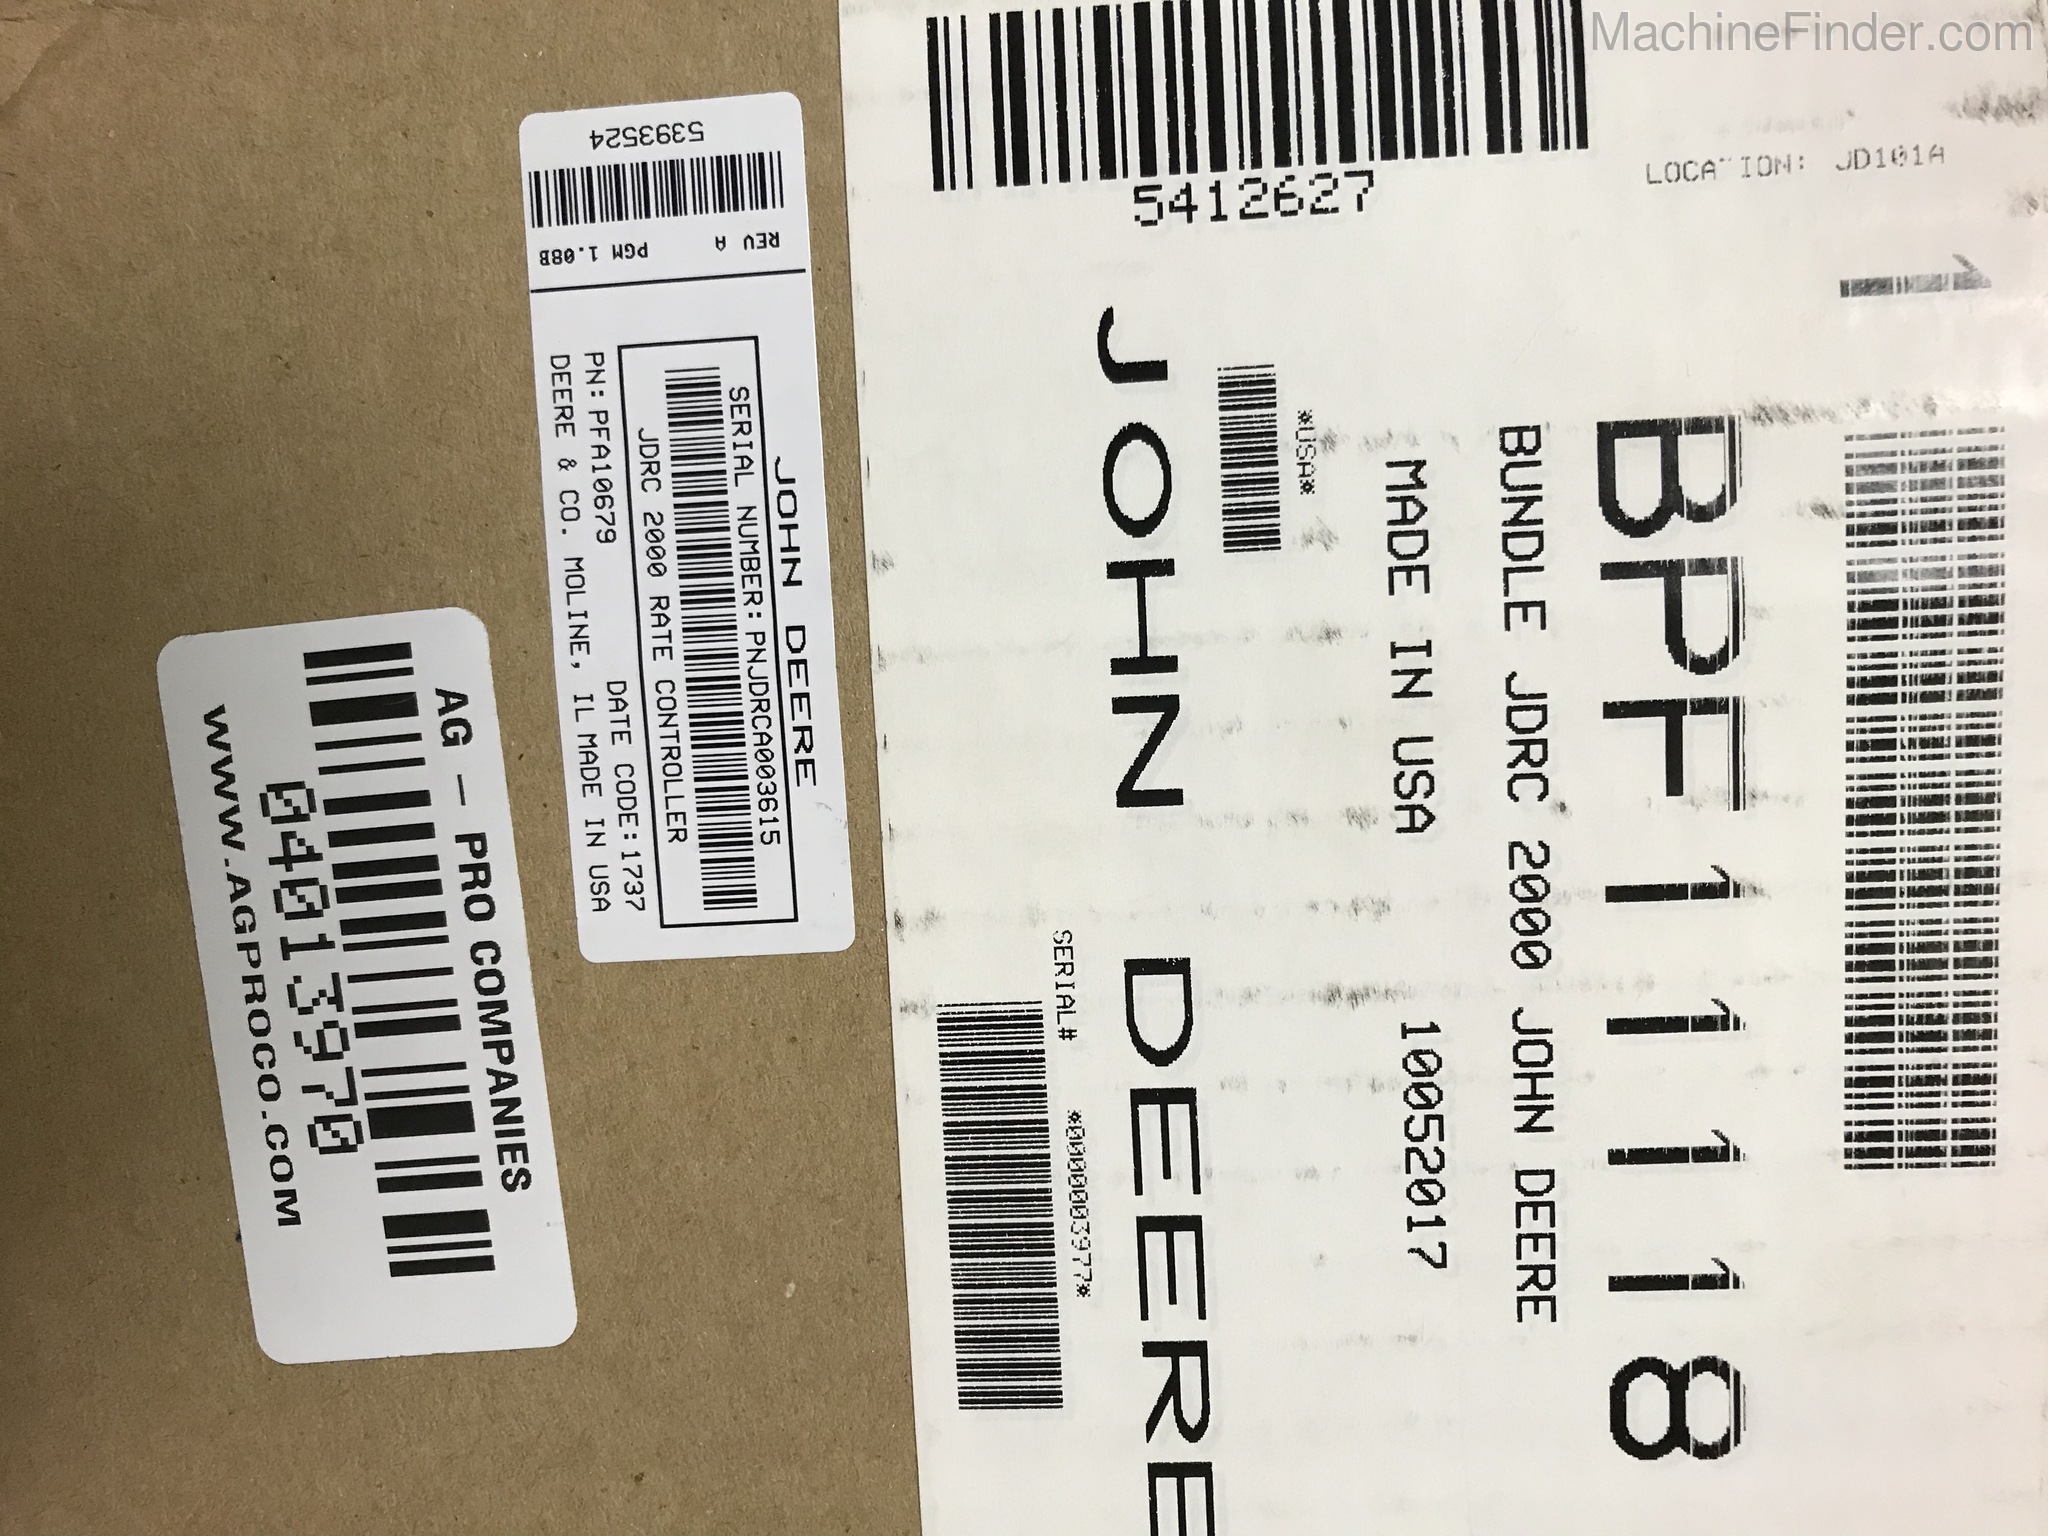 MachineFinder.com
LOCATION: JD101A
1
BPF11118
BUNDLE JDRC 2000 JOHN DEERE
MADE IN USA 10052017
*USA*
JOHN DEERE
SERIAL# *0000003977*
5412627
JOHN DEERE
SERIAL NUMBER: PNJDRCA003615
JDRC 2000 RATE CONTROLLER
PN: PFA10679 DATE CODE:1737
DEERE & CO. MOLINE, IL MADE IN USA
REV A PGM 1.08B
5393524
AG - PRO COMPANIES
04013970
WWW.AGPROCO.COM